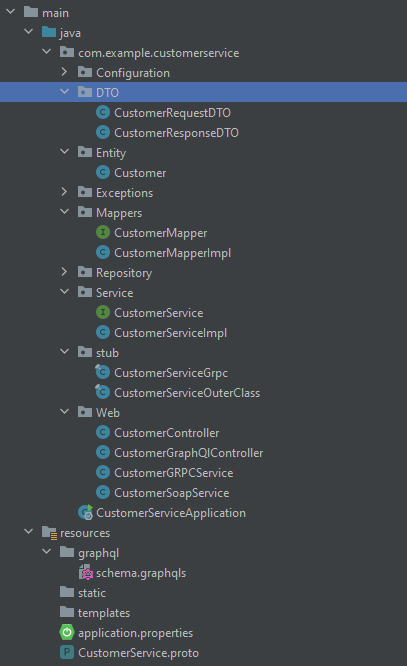 main
java
com.example.customerservice
Configuration
DTO
CustomerRequestDTO
CustomerResponseDTO
Entity
Customer
Exceptions
Mappers
CustomerMapper
CustomerMapperImpl
Repository
Service
CustomerService
CustomerServiceImpl
stub
CustomerServiceGrpc
CustomerServiceOuterClass
Web
CustomerController
CustomerGraphQlController
CustomerGRPCService
CustomerSoapService
CustomerServiceApplication
resources
graphql
schema.graphqls
static
templates
application.properties
CustomerService.proto